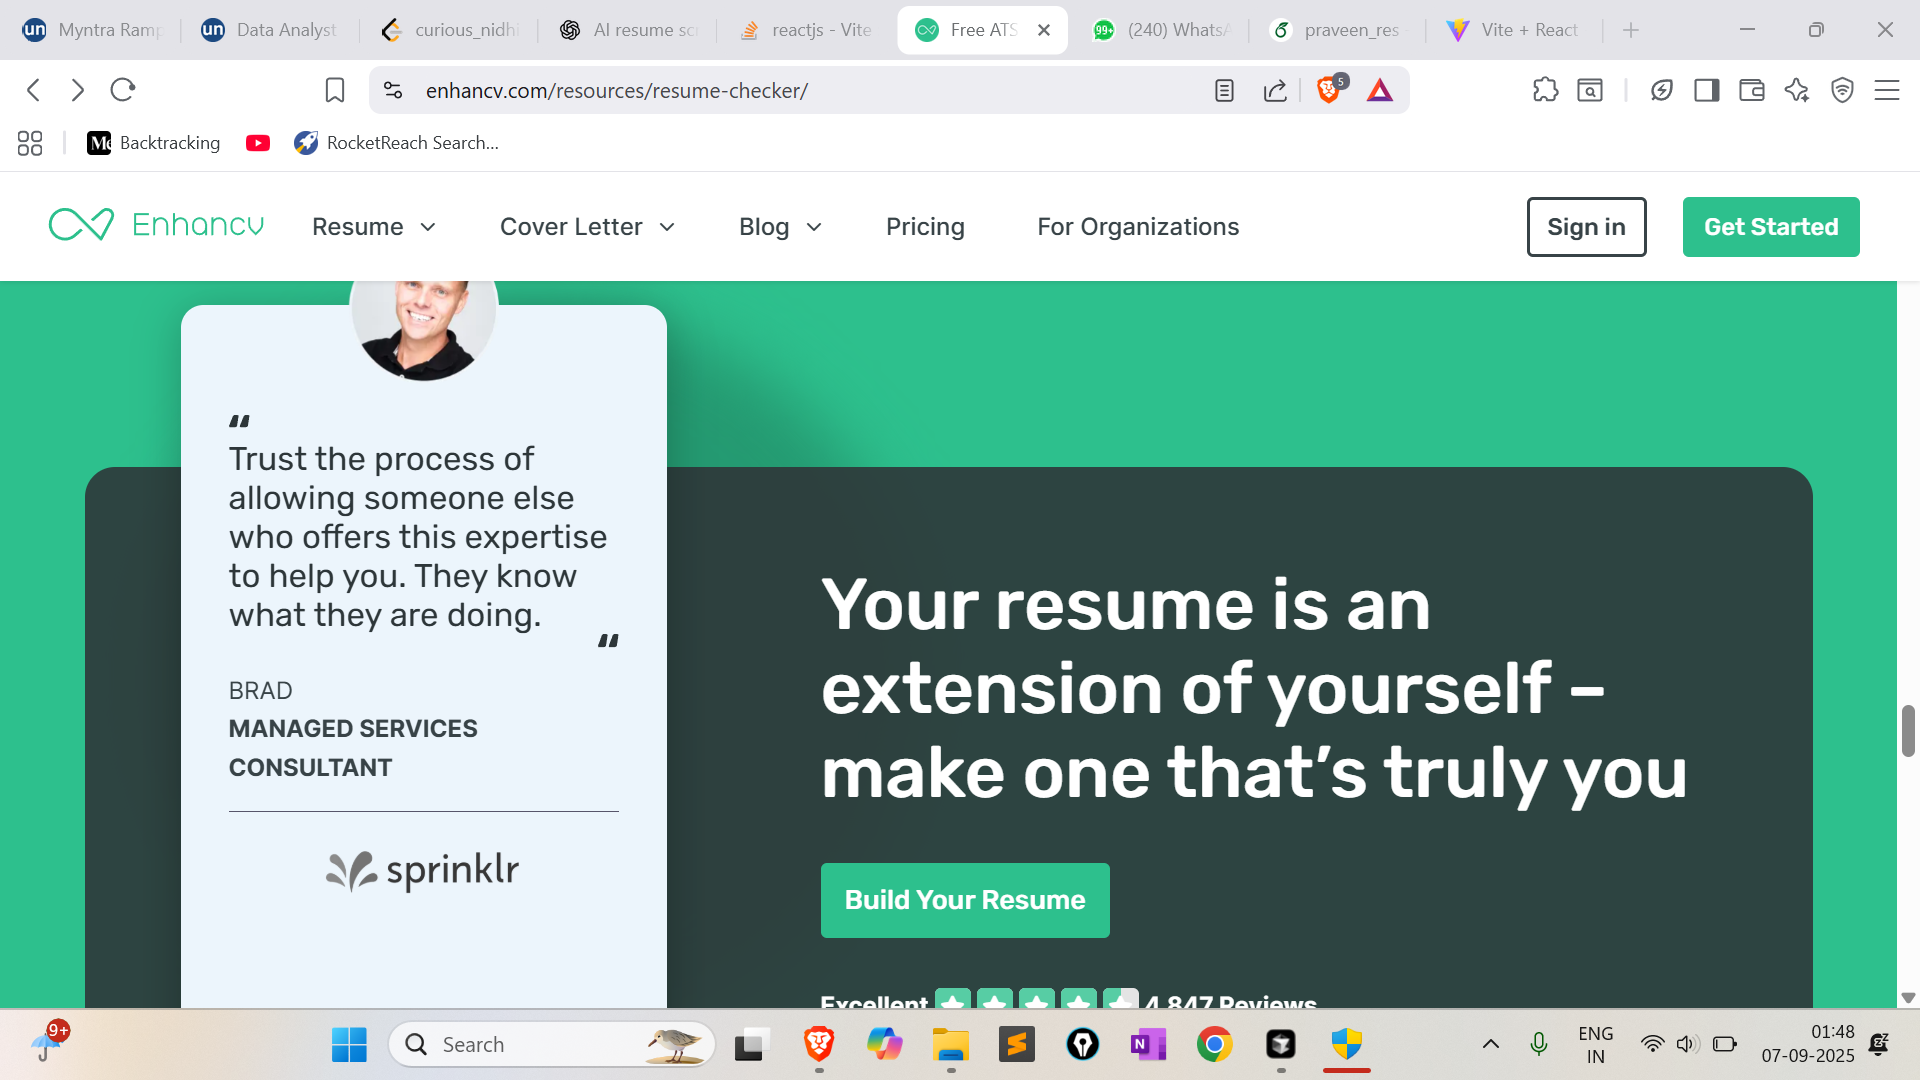 Myntra Ramp
Data Analyst
curious_nidhi
AI resume scr
reactjs - Vite
Free ATS
99+
(240) WhatsA
praveen_res
Vite + React
enhancv.com/resources/resume-checker/
5
Backtracking
RocketReach Search...
Enhancv
Resume
Cover Letter
Blog
Pricing
For Organizations
Sign in
Get Started
“
Trust the process of
allowing someone else
who offers this expertise
to help you. They know
what they are doing.
“
BRAD
MANAGED SERVICES
CONSULTANT
sprinklr
Your resume is an
extension of yourself –
make one that’s truly you
Build Your Resume
Excellent
4,847 Reviews
9+
Search
ENG
IN
01:48
07-09-2025